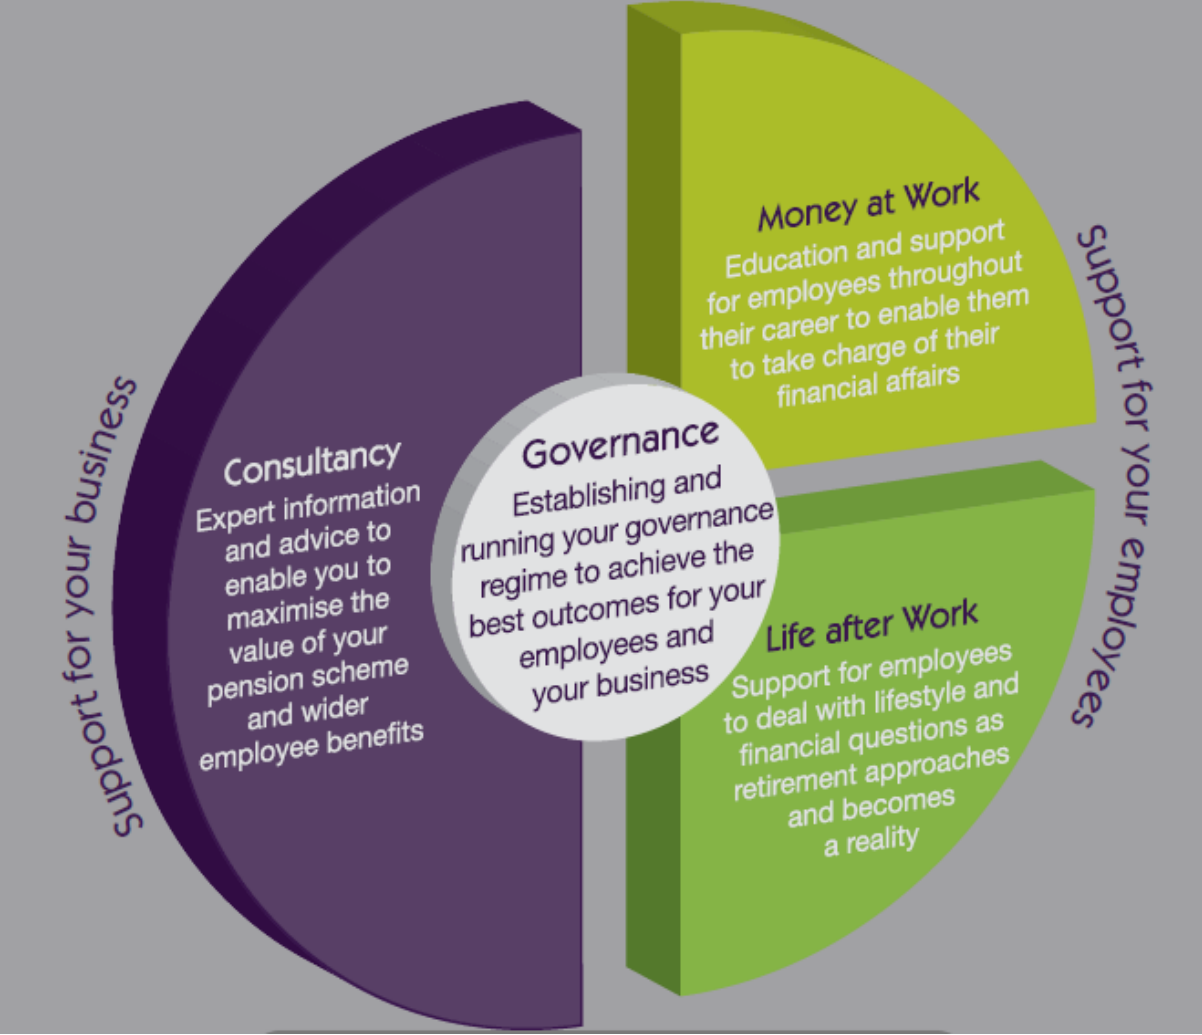 Support for your business
Consultancy
Expert information
and advice to
enable you to
maximise the
value of your
pension scheme
and wider
employee benefits
Governance
Establishing and
running your governance
regime to achieve the
best outcomes for your
employees and
your business
Money at Work
Education and support
for employees throughout
their career to enable them
to take charge of their
financial affairs
Life after Work
Support for employees
to deal with lifestyle and
financial questions as
retirement approaches
and becomes
a reality
Support for your employees